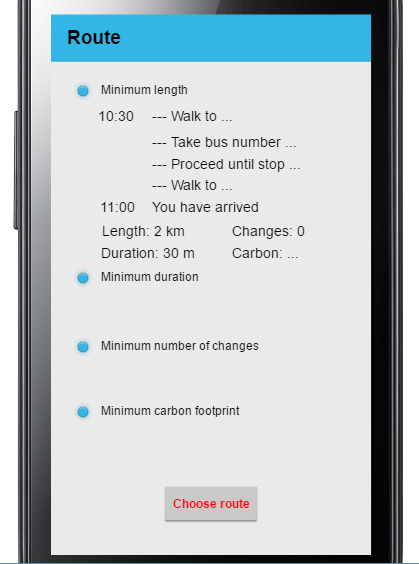 Route
Minimum length
10:30 --- Walk to ...
--- Take bus number ...
--- Proceed until stop ...
--- Walk to ...
11:00 You have arrived
Length: 2 km Changes: 0
Duration: 30 m Carbon: ...
Minimum duration
Minimum number of changes
Minimum carbon footprint
Choose route